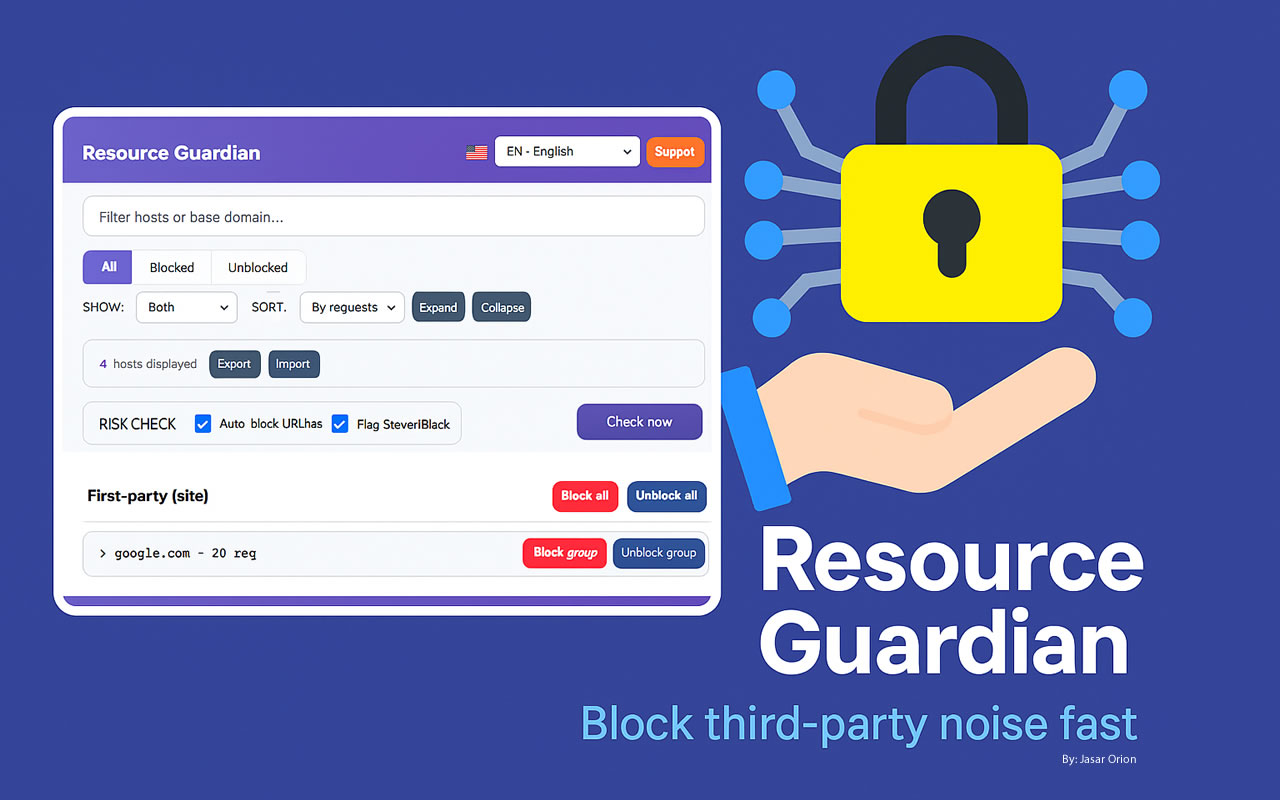 Resource Guardian
EN - English
Suppot
Filter hosts or base domain...
All Blocked Unblocked
SHOW: Both SORT. By requests Expand Collapse
4 hosts displayed Export Import
RISK CHECK Auto block URLhas Flag SteverlBlack Check now
First-party (site) Block all Unblock all
> google.com - 20 req Block group Unblock group
Resource
Guardian
Block third-party noise fast
By: Jasar Orion